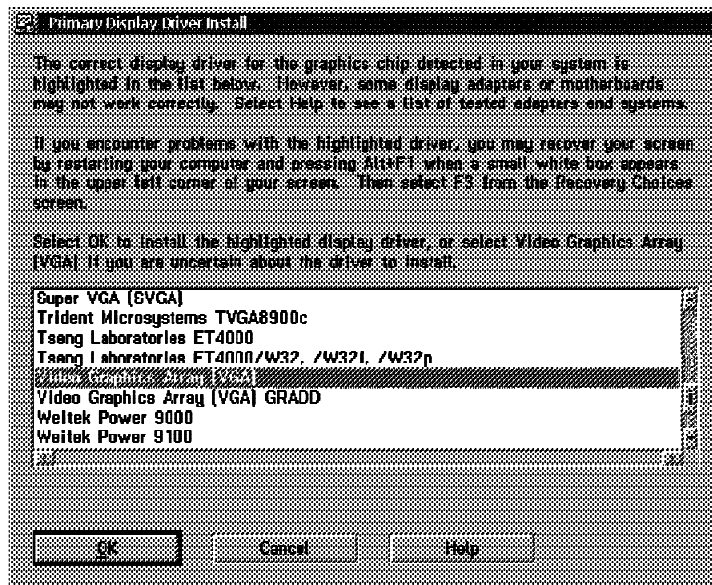 Primary Display Driver Install
The correct display driver for the graphics chip detected in your system is
highlighted in the list below. However, some display adapters or motherboards
may not work correctly. Select Help to see a list of tested adapters and systems.
If you encounter problems with the highlighted driver, you may recover your screen
by restarting your computer and pressing Alt+F1 when a small white box appears
in the upper left corner of your screen. Then select F3 from the Recovery Choices
screen.
Select OK to install the highlighted display driver, or select Video Graphics Array
(VGA) if you are uncertain about the driver to install.
Super VGA (SVGA)
Trident Microsystems TVGA8900c
Tseng Laboratories ET4000
Tseng Laboratories ET4000/W32, /W32i, /W32p
Video Graphics Array (VGA)
Video Graphics Array (VGA) GRADD
Weitek Power 9000
Weitek Power 9100
OK
Cancel
Help